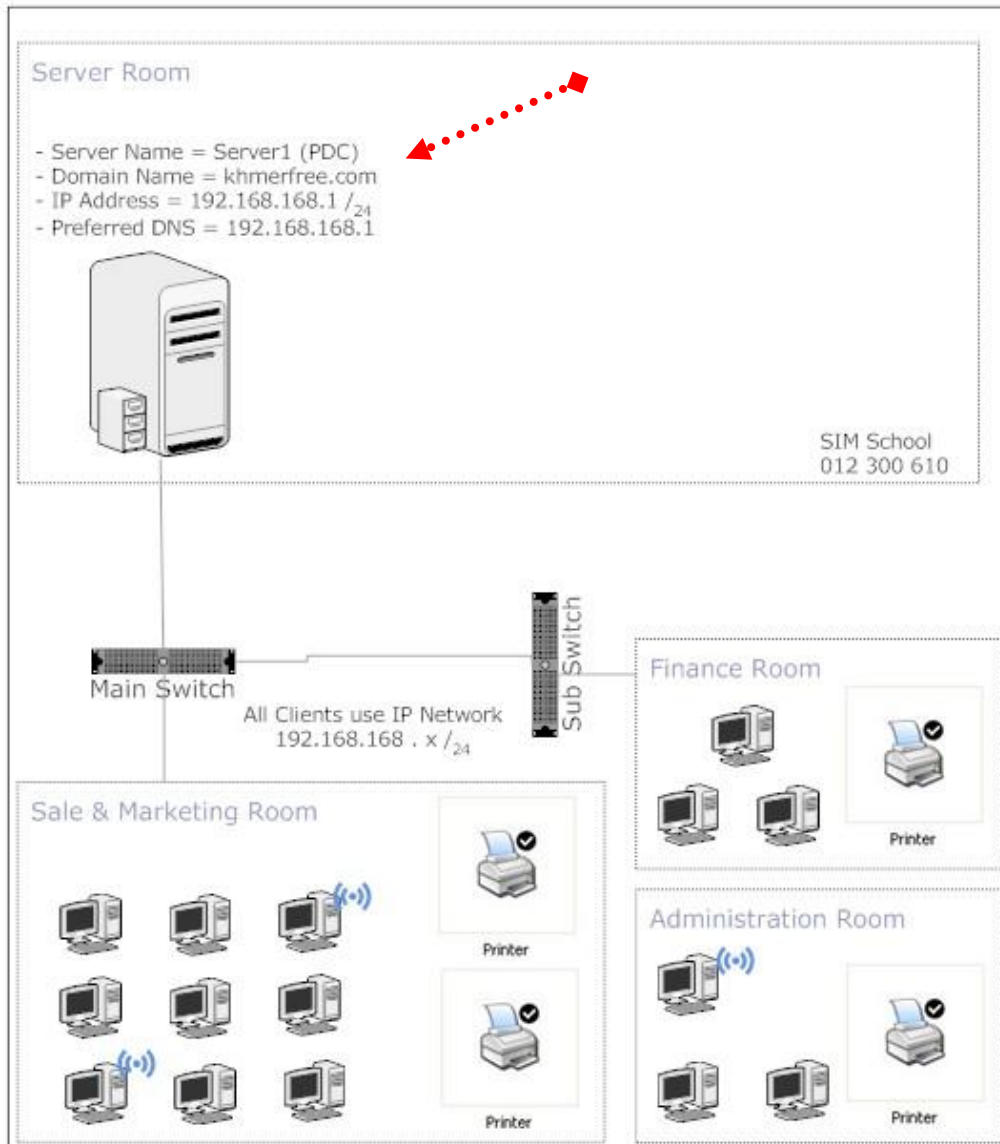 Server Room
- Server Name = Server1 (PDC)
- Domain Name = khmerfree.com
- IP Address = 192.168.168.1 /24
- Preferred DNS = 192.168.168.1
SIM School
012 300 610
Main Switch
Sub Switch
All Clients use IP Network
192.168.168 . x /24
Finance Room
Printer
Sale & Marketing Room
Printer
Printer
Administration Room
Printer